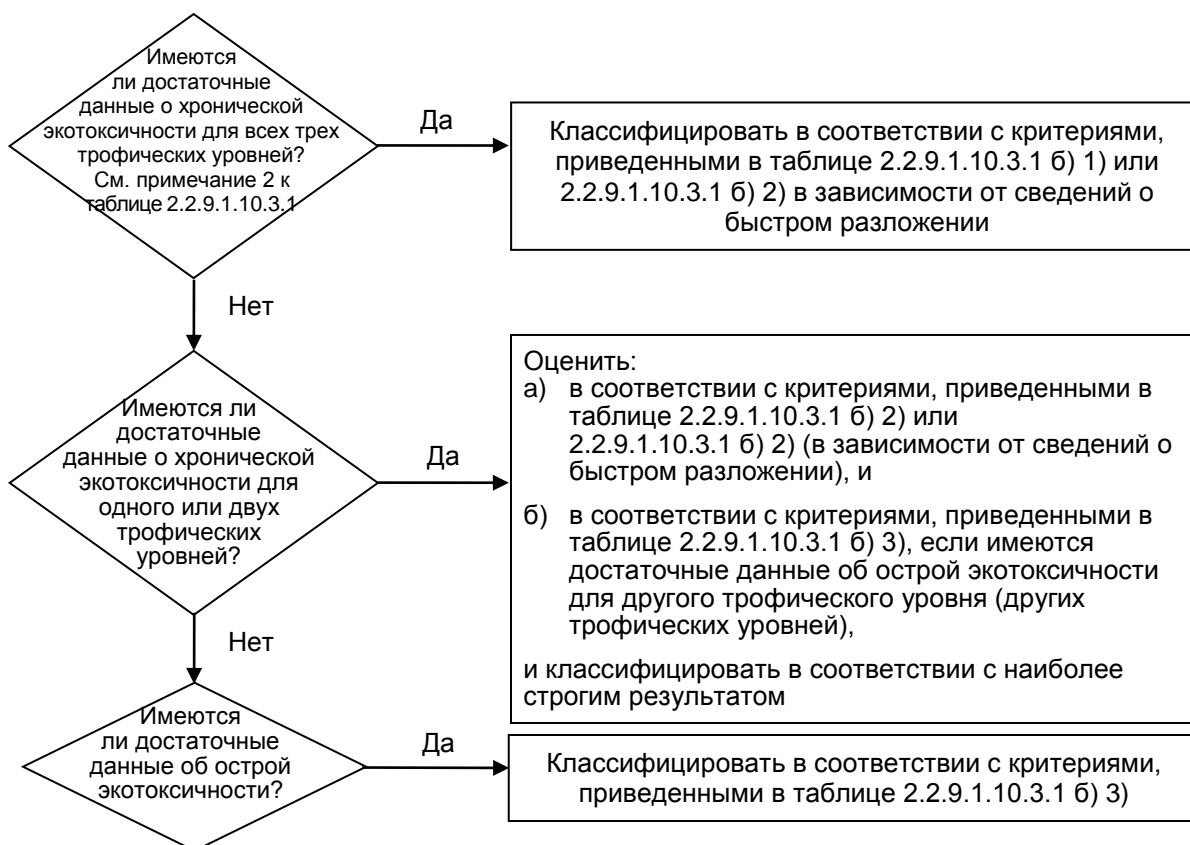 Имеются
ли достаточные
данные о хронической
экотоксичности для всех трех
трофических уровней?
См. примечание 2 к
таблице 2.2.9.1.10.3.1
Да
Классифицировать в соответствии с критериями,
приведенными в таблице 2.2.9.1.10.3.1 б) 1) или
2.2.9.1.10.3.1 б) 2) в зависимости от сведений о
быстром разложении
Нет
Имеются ли
достаточные
данные о хронической
экотоксичности для
одного или двух
трофических
уровней?
Да
Оценить:
а) в соответствии с критериями, приведенными в
таблице 2.2.9.1.10.3.1 б) 2) или
2.2.9.1.10.3.1 б) 2) (в зависимости от сведений о
быстром разложении), и
б) в соответствии с критериями, приведенными в
таблице 2.2.9.1.10.3.1 б) 3), если имеются
достаточные данные об острой экотоксичности
для другого трофического уровня (других
трофических уровней),
и классифицировать в соответствии с наиболее
строгим результатом
Нет
Имеются
ли достаточные
данные об острой
экотоксичности?
Да
Классифицировать в соответствии с критериями,
приведенными в таблице 2.2.9.1.10.3.1 б) 3)